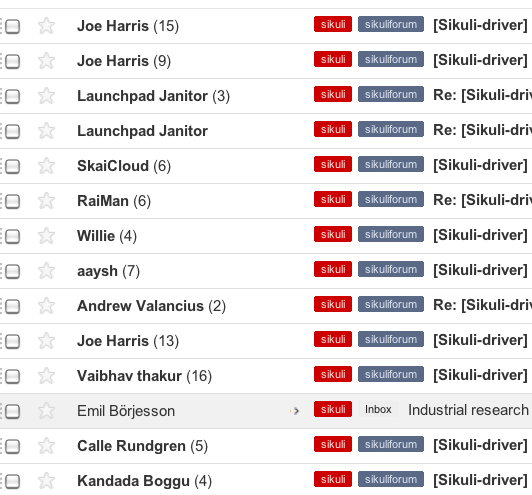 Joe Harris (15) sikuli sikuliforum [Sikuli-driver]
Joe Harris (9) sikuli sikuliforum [Sikuli-driver]
Launchpad Janitor (3) sikuli sikuliforum Re: [Sikuli-driv
Launchpad Janitor sikuli sikuliforum Re: [Sikuli-driv
SkaiCloud (6) sikuli sikuliforum [Sikuli-driver]
RaiMan (6) sikuli sikuliforum Re: [Sikuli-driv
Willie (4) sikuli sikuliforum [Sikuli-driver]
aaysh (7) sikuli sikuliforum [Sikuli-driver]
Andrew Valancius (2) sikuli sikuliforum Re: [Sikuli-driv
Joe Harris (13) sikuli sikuliforum [Sikuli-driver]
Vaibhav thakur (16) sikuli sikuliforum [Sikuli-driver]
Emil Börjesson sikuli Inbox Industrial research
Calle Rundgren (5) sikuli sikuliforum [Sikuli-driver]
Kandada Boggu (4) sikuli sikuliforum [Sikuli-driver]